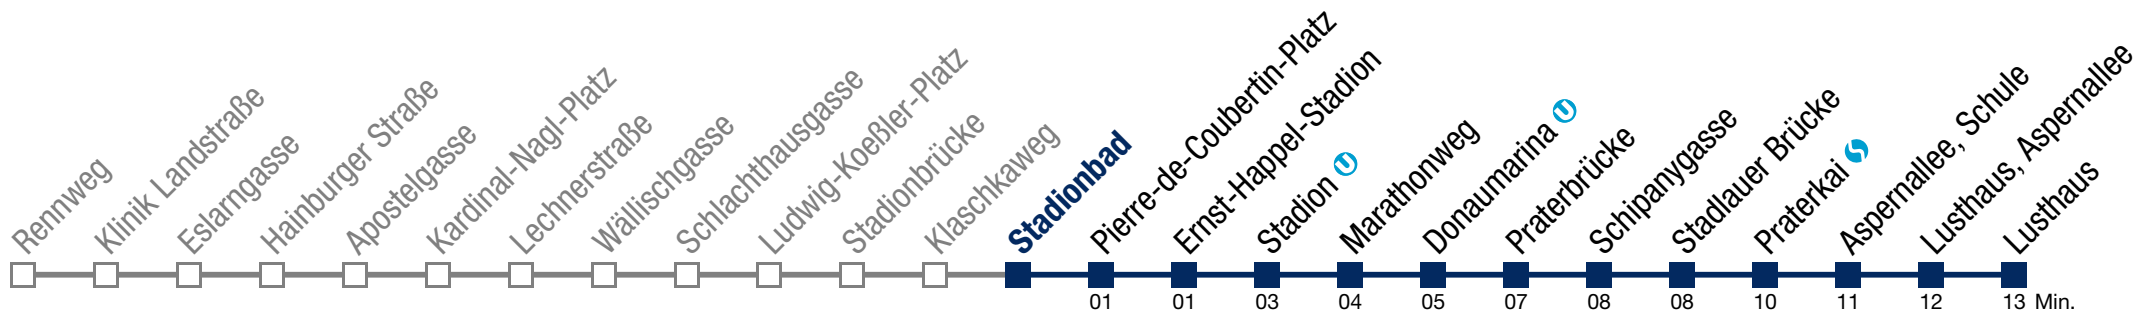 Rennweg
Klinik Landstraße
Eslarngasse
Hainburger Straße
Apostelgasse
Kardinal-Nagl-Platz
Lechnerstraße
Wällischgasse
Schlachthausgasse
Ludwig-Koeßler-Platz
Stadionbrücke
Klaschkaweg
Stadionbad
Pierre-de-Coubertin-Platz
Ernst-Happel-Stadion
Stadion U
Marathonweg
Donaumarina U
Praterbrücke
Schipanygasse
Stadlauer Brücke
Praterkai S
Aspernallee, Schule
Lusthaus, Aspernallee
Lusthaus
01 01 03 04 05 07 08 08 10 11 12 13 Min.